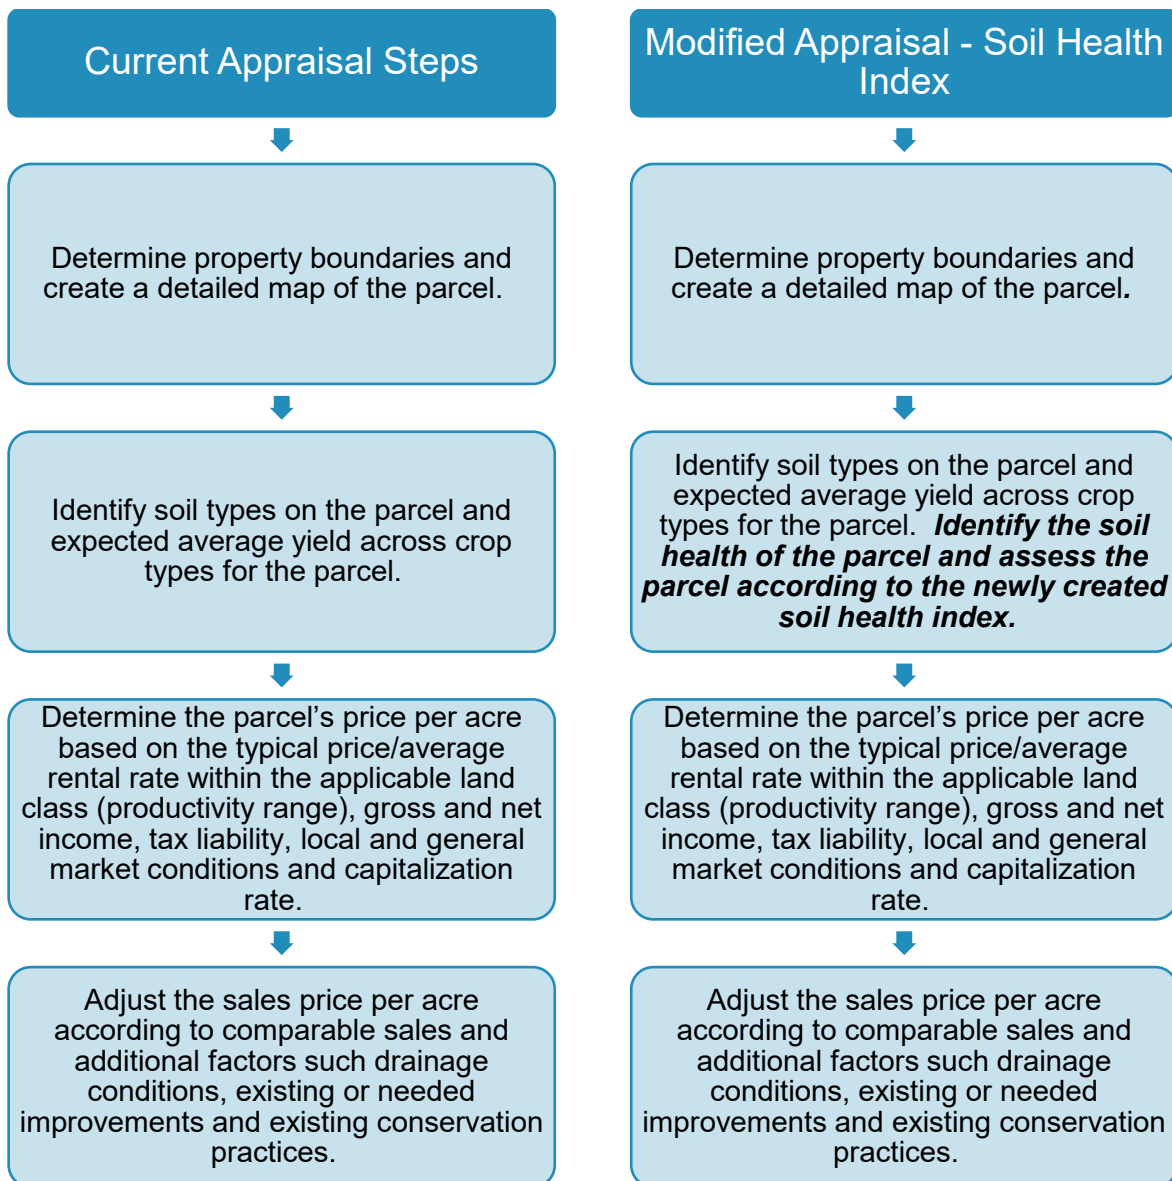 Current Appraisal Steps
Determine property boundaries and
create a detailed map of the parcel.
Identify soil types on the parcel and
expected average yield across crop
types for the parcel.
Determine the parcel’s price per acre
based on the typical price/average
rental rate within the applicable land
class (productivity range), gross and net
income, tax liability, local and general
market conditions and capitalization
rate.
Adjust the sales price per acre
according to comparable sales and
additional factors such drainage
conditions, existing or needed
improvements and existing conservation
practices.
Modified Appraisal - Soil Health
Index
Determine property boundaries and
create a detailed map of the parcel.
Identify soil types on the parcel and
expected average yield across crop
types for the parcel. Identify the soil
health of the parcel and assess the
parcel according to the newly created
soil health index.
Determine the parcel’s price per acre
based on the typical price/average
rental rate within the applicable land
class (productivity range), gross and net
income, tax liability, local and general
market conditions and capitalization
rate.
Adjust the sales price per acre
according to comparable sales and
additional factors such drainage
conditions, existing or needed
improvements and existing conservation
practices.